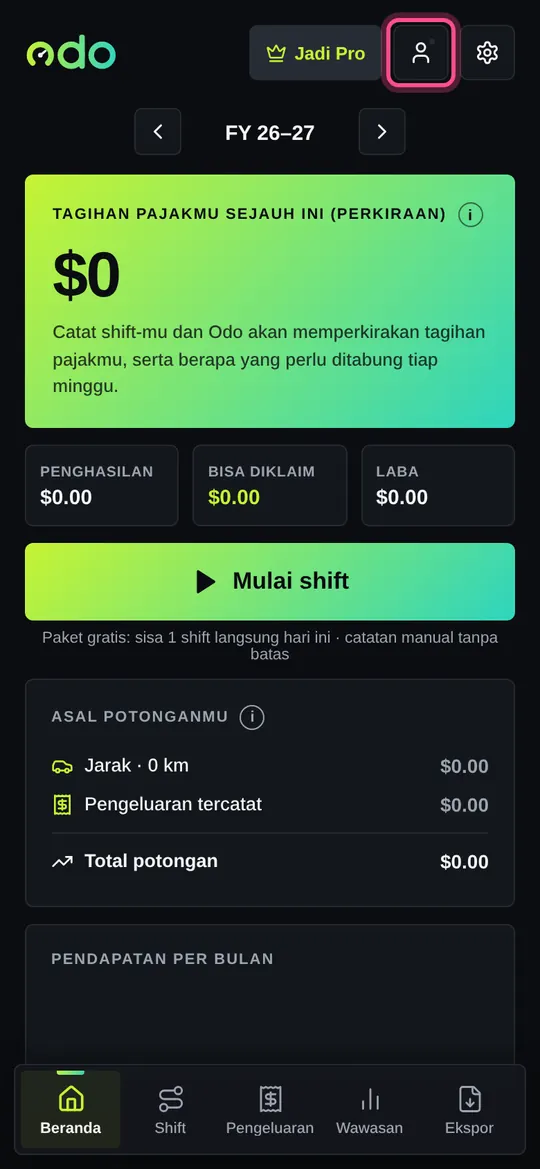 odo
Jadi Pro
FY 26–27
TAGIHAN PAJAKMU SEJAUH INI (PERKIRAAN)
i
$0
Catat shift-mu dan Odo akan memperkirakan tagihan
pajakmu, serta berapa yang perlu ditabung tiap
minggu.
PENGHASILAN
$0.00
BISA DIKLAIM
$0.00
LABA
$0.00
Mulai shift
Paket gratis: sisa 1 shift langsung hari ini · catatan manual tanpa
batas
ASAL POTONGANMU
i
Jarak · 0 km
$0.00
Pengeluaran tercatat
$0.00
Total potongan
$0.00
PENDAPATAN PER BULAN
Beranda
Shift
Pengeluaran
Wawasan
Ekspor